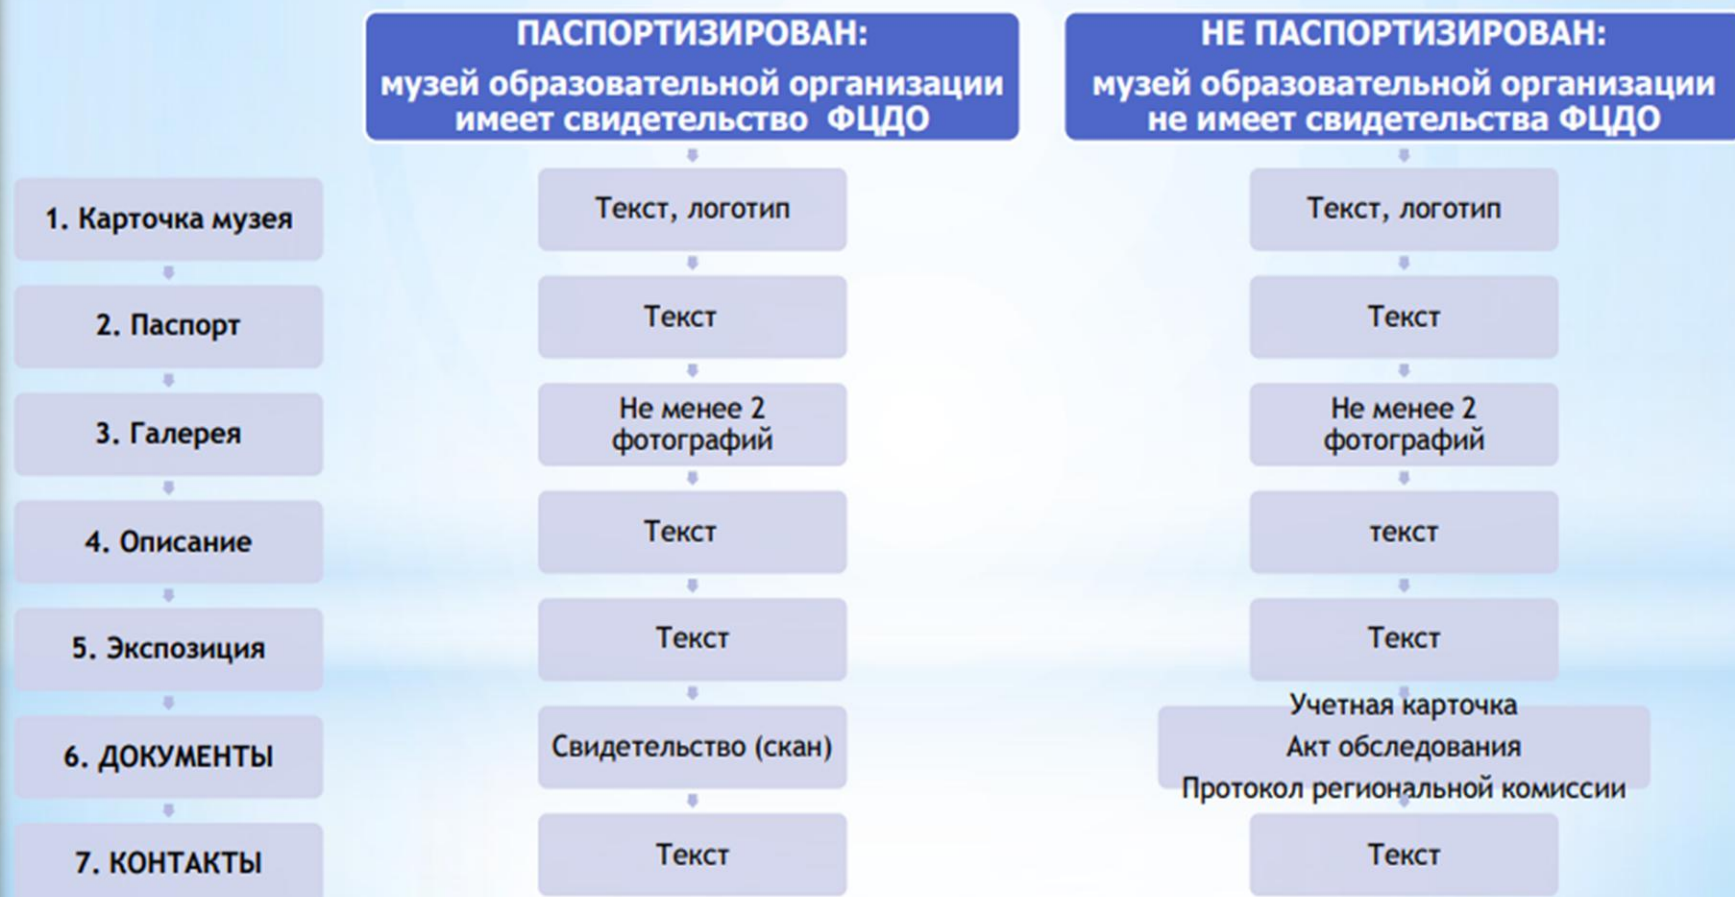 ПАСПОРТИЗИРОВАН:
музей образовательной организации
имеет свидетельство ФЦДО
НЕ ПАСПОРТИЗИРОВАН:
музей образовательной организации
не имеет свидетельства ФЦДО
1. Карточка музея
Текст, логотип
Текст, логотип
2. Паспорт
Текст
Текст
3. Галерея
Не менее 2
фотографий
Не менее 2
фотографий
4. Описание
Текст
текст
5. Экспозиция
Текст
Текст
6. ДОКУМЕНТЫ
Свидетельство (скан)
Учетная карточка
Акт обследования
Протокол региональной комиссии
7. КОНТАКТЫ
Текст
Текст